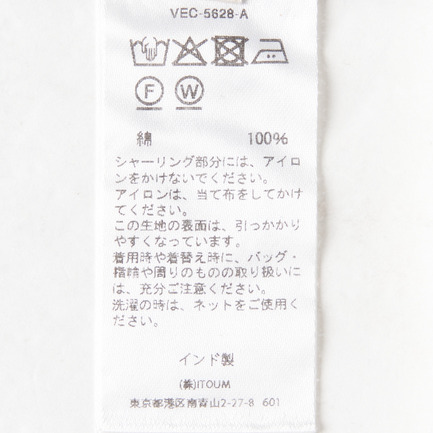 VEC-5628-A
F W
綿 100%
シャーリング部分には、アイロ
ンをかけないでください。
アイロンは、当て布をしてかけ
てください。
この生地の表面は、引っかかり
やすくなっています。
着用時や着替え時に、バッグ・
指輪や周りのものの取り扱いに
は、充分ご注意ください。
洗濯の時は、ネットをご使用く
ださい。
インド製
(株)ITOUM
東京都港区南青山2-27-8 601